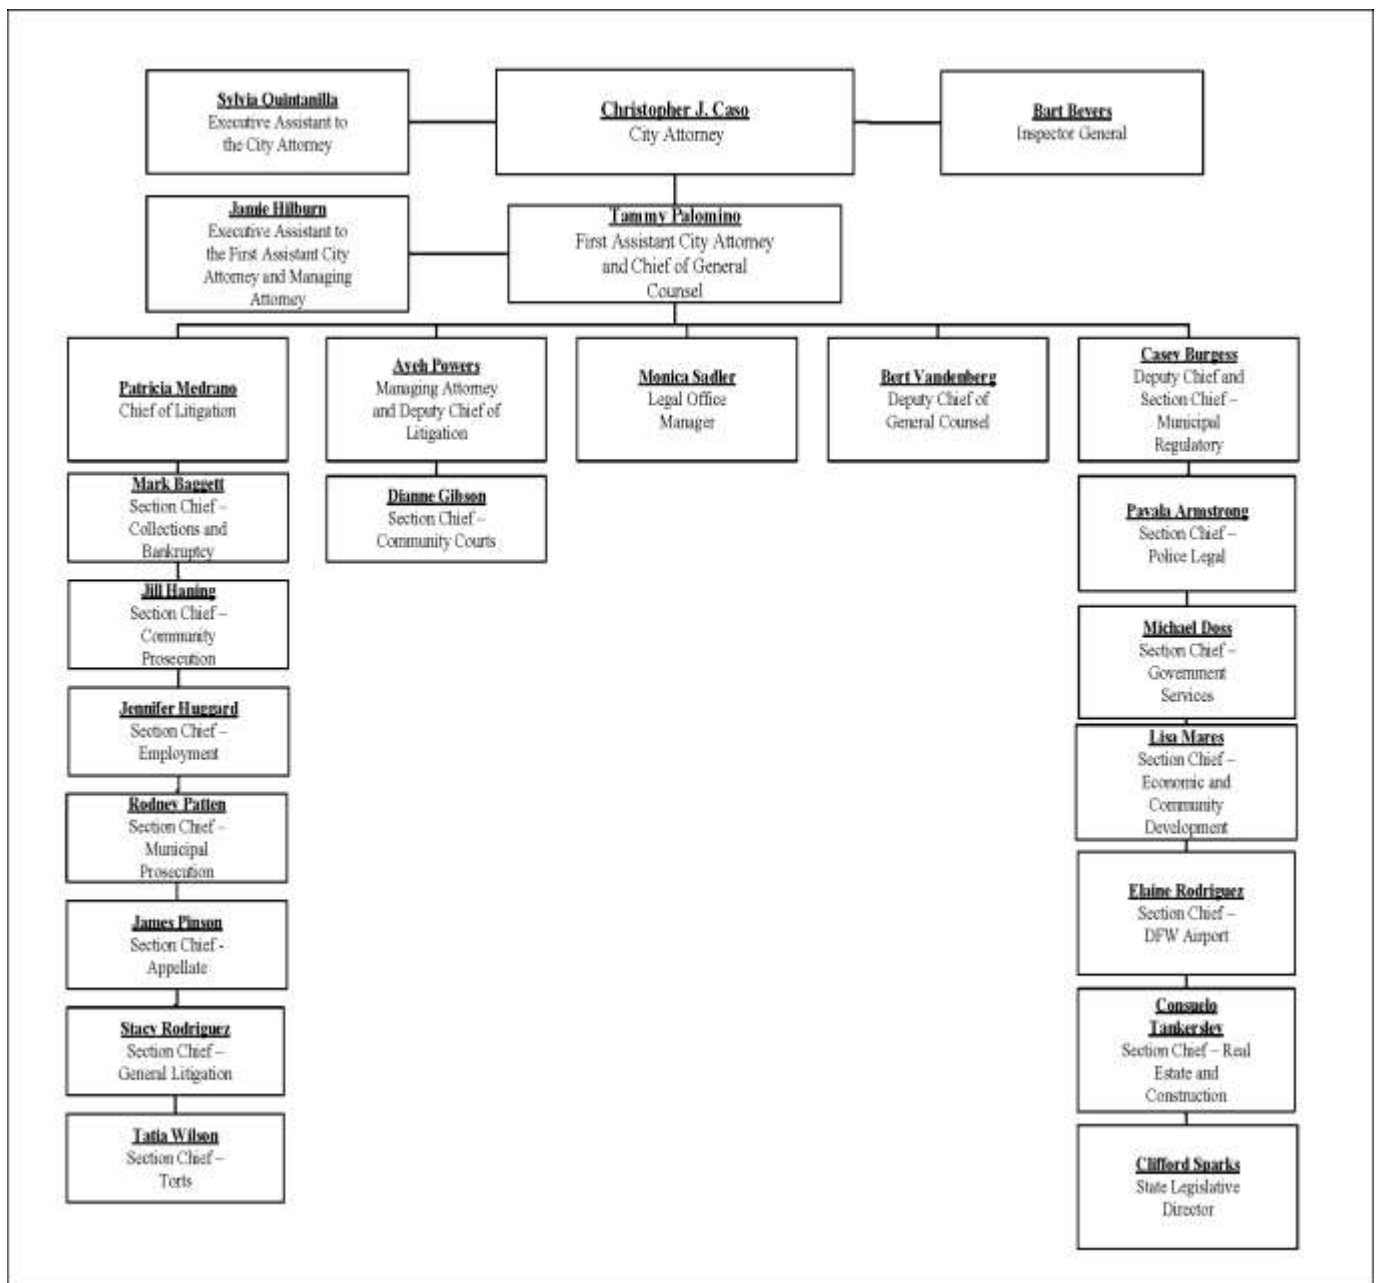 Sylvia Quintanilla
Executive Assistant to
the City Attorney
Christopher J. Caso
City Attorney
Bart Bevers
Inspector General
Jamie Hilburn
Executive Assistant to
the First Assistant City
Attorney and Managing
Attorney
Tammy Palomino
First Assistant City Attorney
and Chief of General
Counsel
Patricia Medrano
Chief of Litigation
Ayeh Powers
Managing Attorney
and Deputy Chief of
Litigation
Monica Sadler
Legal Office
Manager
Bert Vandenberg
Deputy Chief of
General Counsel
Casey Burgess
Deputy Chief and
Section Chief –
Municipal
Regulatory
Mark Baggett
Section Chief –
Collections and
Bankruptcy
Dianne Gibson
Section Chief –
Community Courts
Pavala Armstrong
Section Chief –
Police Legal
Jill Haning
Section Chief –
Community
Prosecution
Michael Doss
Section Chief –
Government
Services
Jennifer Huggard
Section Chief –
Employment
Lisa Mares
Section Chief –
Economic and
Community
Development
Rodney Patten
Section Chief –
Municipal
Prosecution
Elaine Rodriguez
Section Chief –
DFW Airport
James Pinson
Section Chief -
Appellate
Consuelo
Tankersley
Section Chief – Real
Estate and
Construction
Stacy Rodriguez
Section Chief –
General Litigation
Tatia Wilson
Section Chief –
Torts
Clifford Sparks
State Legislative
Director